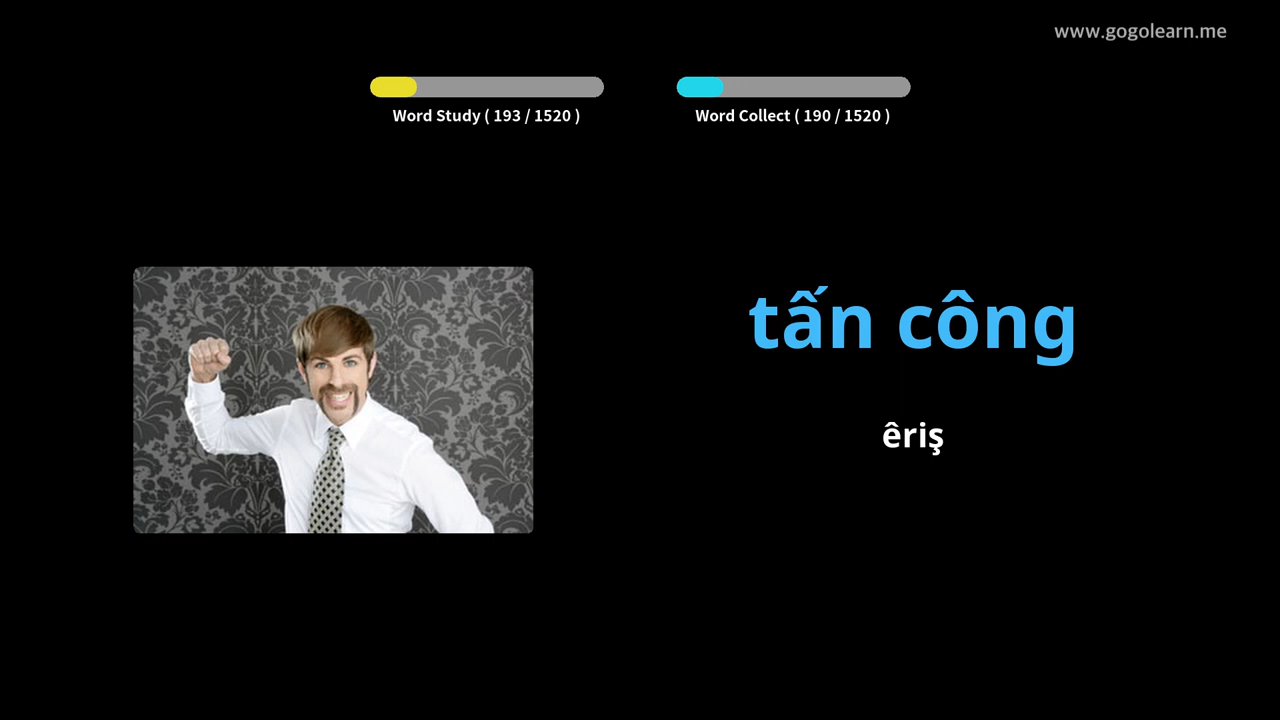 www.gogolearn.me
Word Study ( 193 / 1520 )
Word Collect ( 190 / 1520 )
tấn công
êriş